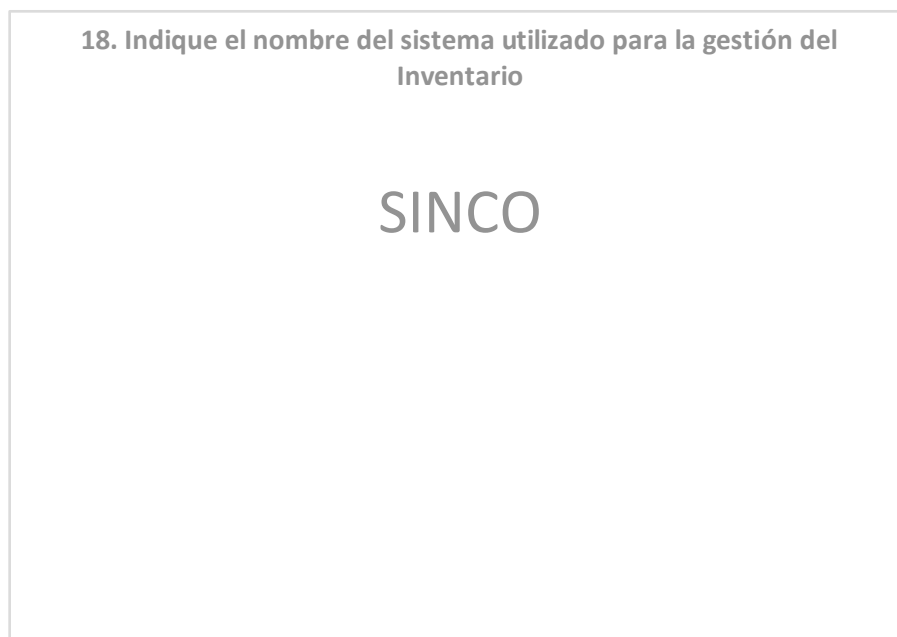 18. Indique el nombre del sistema utilizado para la gestión del
Inventario
SINCO